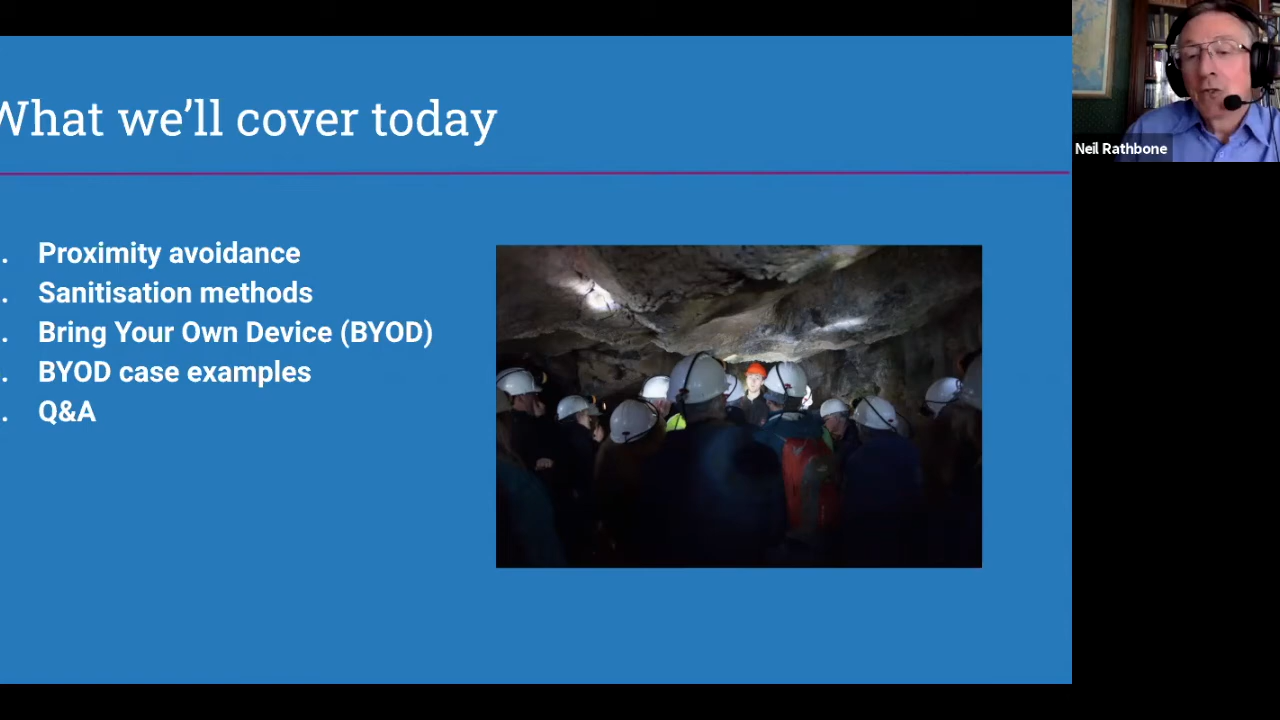 What we'll cover today
. Proximity avoidance
. Sanitisation methods
. Bring Your Own Device (BYOD)
. BYOD case examples
. Q&A
Neil Rathbone